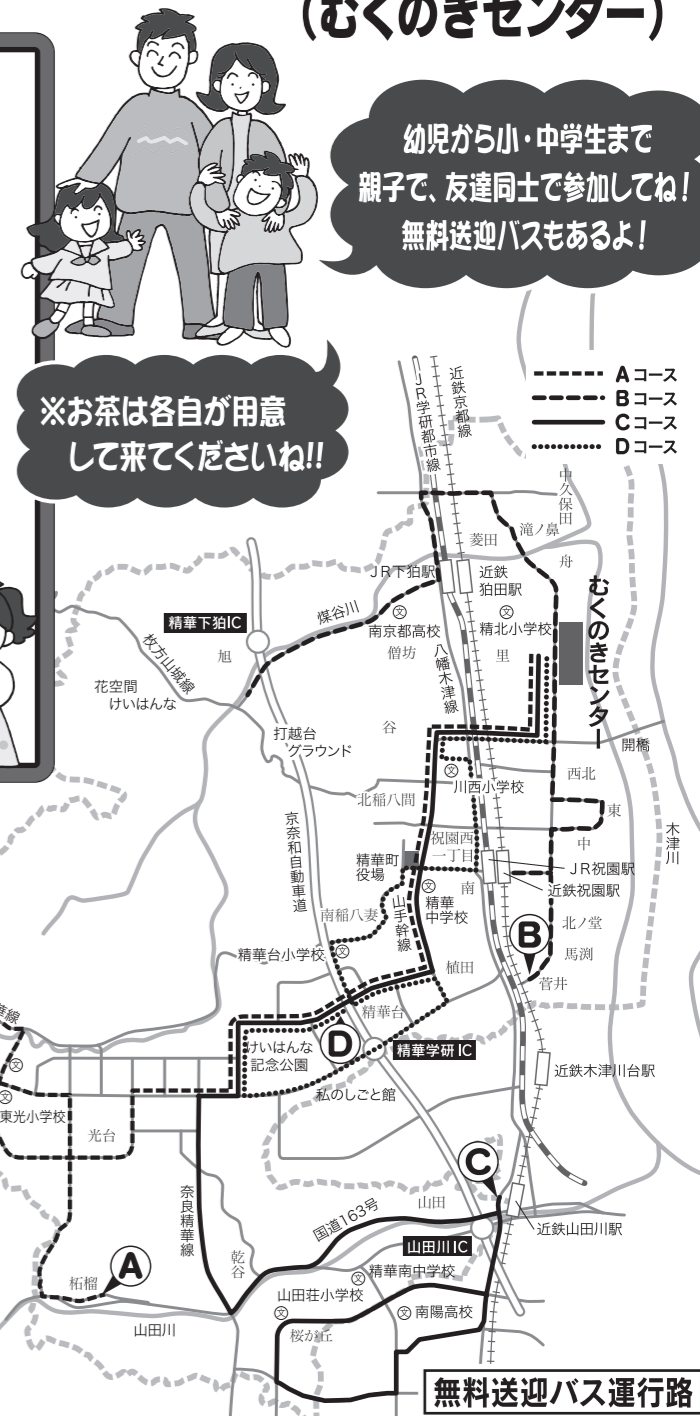 (むくのきセンター)
幼児から小・中学生まで
親子で、友達同士で参加してね!
無料送迎バスもあるよ!
※お茶は各自が用意
して来てくださいね!!
Aコース
Bコース
Cコース
Dコース
近鉄京都線
JR学研都市線
中久保田
滝ノ鼻
菱田
舟
JR下狛駅
近鉄
狛田駅
むくのきセンター
精華下狛IC
煤谷川
南京都高校
精北小学校
僧坊
八幡木津線
里
旭
枚方山城線
花空間
けいはんな
打越台
グラウンド
谷
開橋
川西小学校
西北
北稲八間
東
京奈和自動車道
祝園西
一丁目
中
木津川
精華町
役場
JR祝園駅
近鉄祝園駅
南
精華
中学校
南稲八妻
山手幹線
北ノ堂
B
馬渕
精華台小学校
植田
菅井
精華台
華線
D
けいはんな
記念公園
精華学研IC
近鉄木津川台駅
私のしごと館
東光小学校
光台
C
奈良精華線
山田
国道163号
近鉄山田川駅
山田川IC
乾谷
A
柘榴
精華南中学校
山田荘小学校
南陽高校
山田川
桜が丘
無料送迎バス運行路